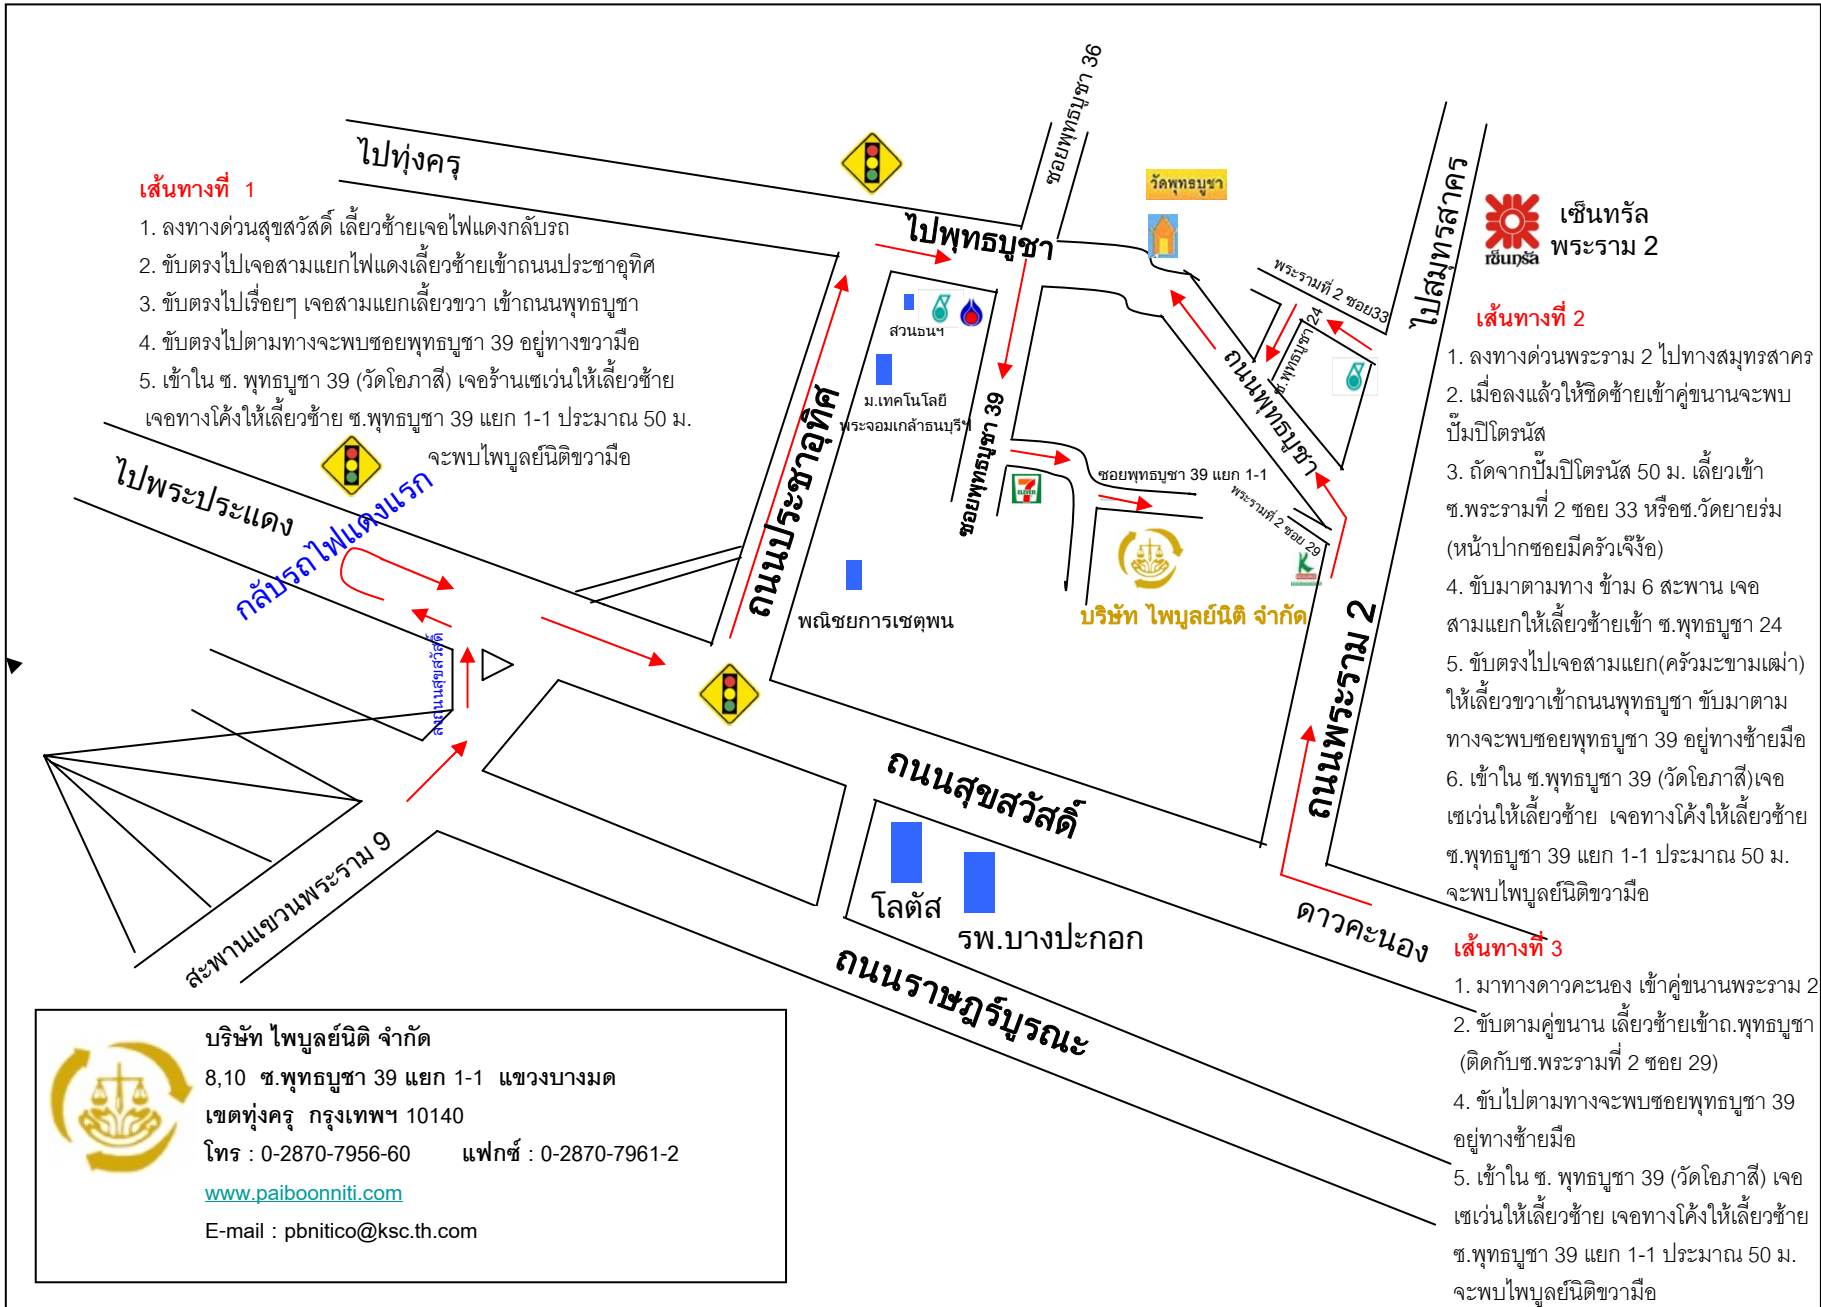 เส้นทางที่ 1
1. ลงทางด่วนสุขสวัสดิ์ เลี้ยวซ้ายเจอไฟแดงกลับรถ
2. ขับตรงไปเจอสามแยกไฟแดงเลี้ยวซ้ายเข้าถนนประชาอุทิศ
3. ขับตรงไปเรื่อยๆ เจอสามแยกเลี้ยวขวา เข้าถนนพุทธบูชา
4. ขับตรงไปตามทางจะพบซอยพุทธบูชา 39 อยู่ทางขวามือ
5. เข้าใน ซ. พุทธบูชา 39 (วัดโอภาสี) เจอร้านเซเว่นให้เลี้ยวซ้าย
เจอทางโค้งให้เลี้ยวซ้าย ซ.พุทธบูชา 39 แยก 1-1 ประมาณ 50 ม.
จะพบไพบูลย์นิติขวามือ
ไปทุ่งครุ
ไปพุทธบูชา
ซอยพุทธบูชา 36
วัดพุทธบูชา
พระรามที่ 2 ซอย33
ซ.พุทธบูชา 24
ไปสมุทรสาคร
เซ็นทรัล
เซ็นทรัล
พระราม 2
สวนธนฯ
ม.เทคโนโลยี
พระจอมเกล้าธนบุรีฯ
ถนนประชาอุทิศ
ซอยพุทธบูชา 39
7
ELEVEN
ซอยพุทธบูชา 39 แยก 1-1
ถนนพุทธบูชา
พระรามที่ 2 ซอย 29
K
บริษัท ไพบูลย์นิติ จำกัด
พณิชยการเชตุพน
ไปพระประแดง
กลับรถไฟแดงแรก
ลงถนนสุขสวัสดิ์
สะพานแขวนพระราม 9
ถนนสุขสวัสดิ์
โลตัส
รพ.บางปะกอก
ถนนราษฎร์บูรณะ
ถนนพระราม 2
ดาวคะนอง
เส้นทางที่ 2
1. ลงทางด่วนพระราม 2 ไปทางสมุทรสาคร
2. เมื่อลงแล้วให้ชิดซ้ายเข้าคู่ขนานจะพบ
ปั๊มปิโตรนัส
3. ถัดจากปั๊มปิโตรนัส 50 ม. เลี้ยวเข้า
ซ.พระรามที่ 2 ซอย 33 หรือซ.วัดยายร่ม
(หน้าปากซอยมีครัวเจ๊ง้อ)
4. ขับมาตามทาง ข้าม 6 สะพาน เจอ
สามแยกให้เลี้ยวซ้ายเข้า ซ.พุทธบูชา 24
5. ขับตรงไปเจอสามแยก(ครัวมะขามเฒ่า)
ให้เลี้ยวขวาเข้าถนนพุทธบูชา ขับมาตาม
ทางจะพบซอยพุทธบูชา 39 อยู่ทางซ้ายมือ
6. เข้าใน ซ.พุทธบูชา 39 (วัดโอภาสี)เจอ
เซเว่นให้เลี้ยวซ้าย เจอทางโค้งให้เลี้ยวซ้าย
ซ.พุทธบูชา 39 แยก 1-1 ประมาณ 50 ม.
จะพบไพบูลย์นิติขวามือ
เส้นทางที่ 3
1. มาทางดาวคะนอง เข้าคู่ขนานพระราม 2
2. ขับตามคู่ขนาน เลี้ยวซ้ายเข้าถ.พุทธบูชา
(ติดกับซ.พระรามที่ 2 ซอย 29)
4. ขับไปตามทางจะพบซอยพุทธบูชา 39
อยู่ทางซ้ายมือ
5. เข้าใน ซ. พุทธบูชา 39 (วัดโอภาสี) เจอ
เซเว่นให้เลี้ยวซ้าย เจอทางโค้งให้เลี้ยวซ้าย
ซ.พุทธบูชา 39 แยก 1-1 ประมาณ 50 ม.
จะพบไพบูลย์นิติขวามือ
บริษัท ไพบูลย์นิติ จำกัด
8,10 ซ.พุทธบูชา 39 แยก 1-1 แขวงบางมด
เขตทุ่งครุ กรุงเทพฯ 10140
โทร : 0-2870-7956-60 แฟกซ์ : 0-2870-7961-2
www.paiboonniti.com
E-mail : pbnitico@ksc.th.com